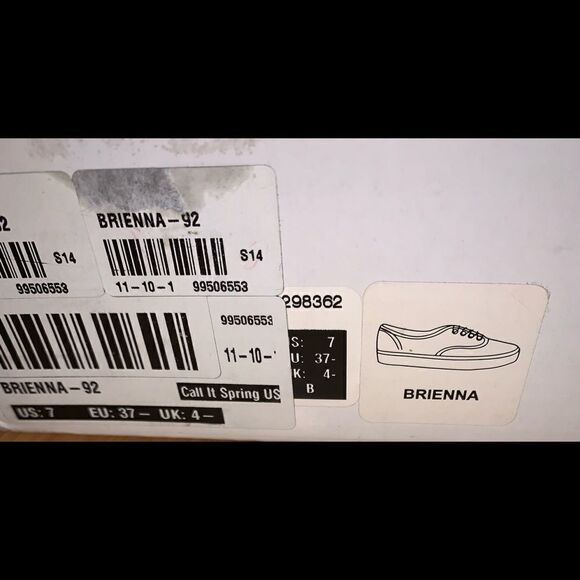 BRIENNA-92
S14
S14
99506553
11-10-1 99506553
99506553
11-10-
BRIENNA-92
Call It Spring US
US: 7 EU: 37- UK: 4-
298362
S: 7
U: 37-
K: 4-
B
BRIENNA